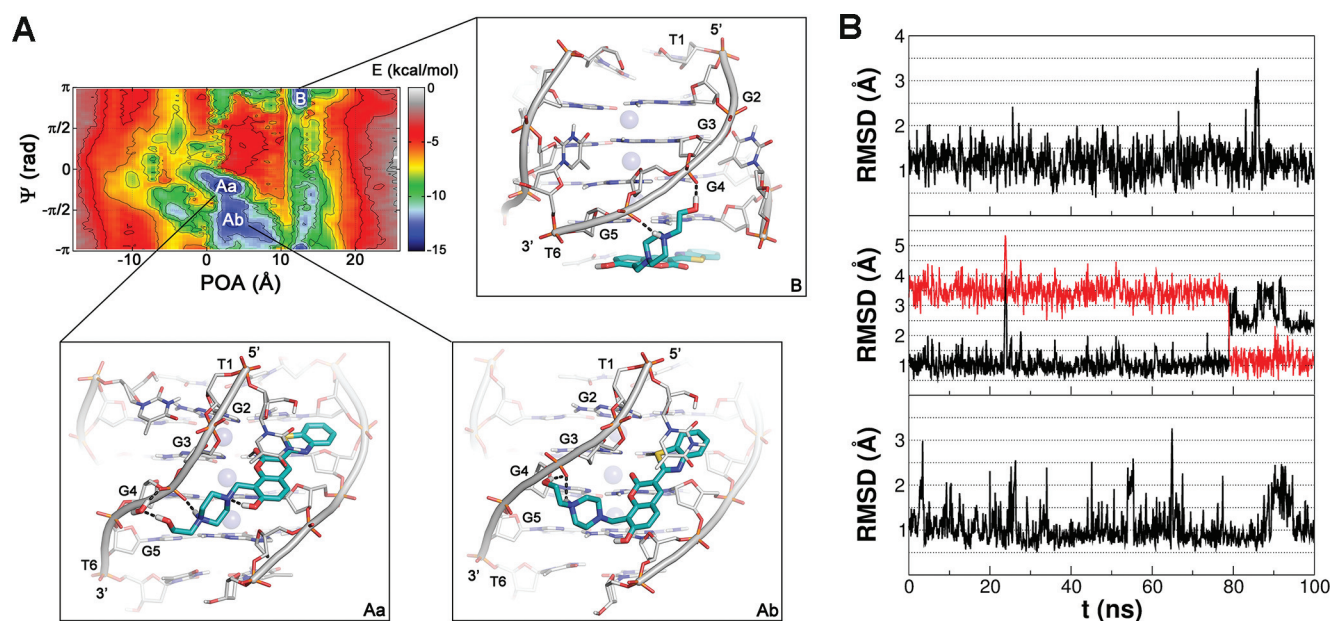 A
E (kcal/mol)
π
π/2
0
-π/2
-π
Ψ (rad)
B
Aa
Ab
0
−5
−10
−15
−10
0
10
20
POA (Å)
T1
5’
G2
G3
G4
G5
3’
T6
B
5’
T1
G2
G3
G4
G5
T6
3’
Aa
5’
T1
G2
G3
G4
G5
T6
3’
Ab
B
RMSD (Å)
4
3
2
1
RMSD (Å)
5
4
3
2
1
RMSD (Å)
3
2
1
0
20
40
60
80
100
t (ns)